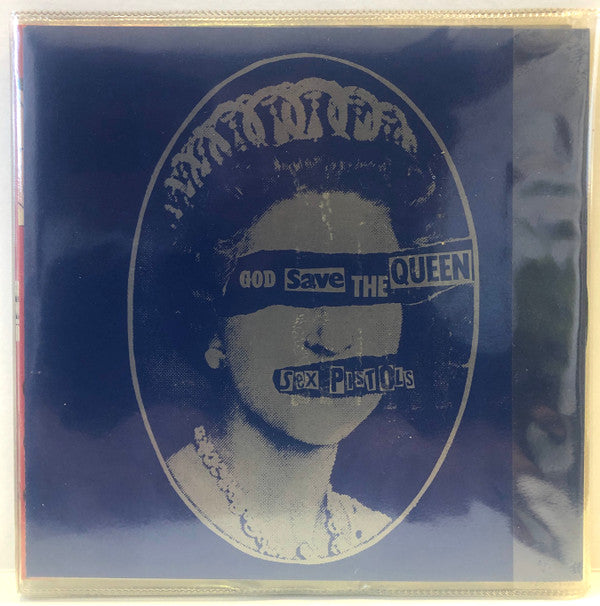 GOD Save THE QUEEN
SEX PISTOLS